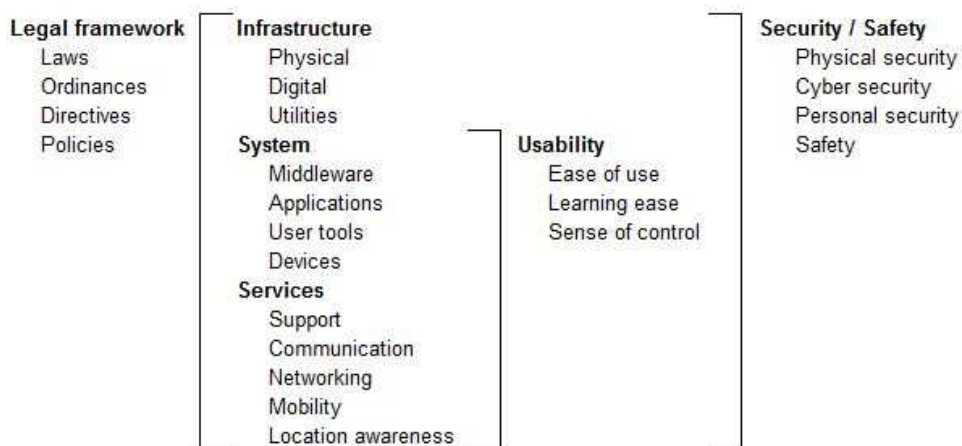 Legal framework
Laws
Ordinances
Directives
Policies
Infrastructure
Physical
Digital
Utilities
System
Middleware
Applications
User tools
Devices
Services
Support
Communication
Networking
Mobility
Location awareness
Usability
Ease of use
Learning ease
Sense of control
Security / Safety
Physical security
Cyber security
Personal security
Safety